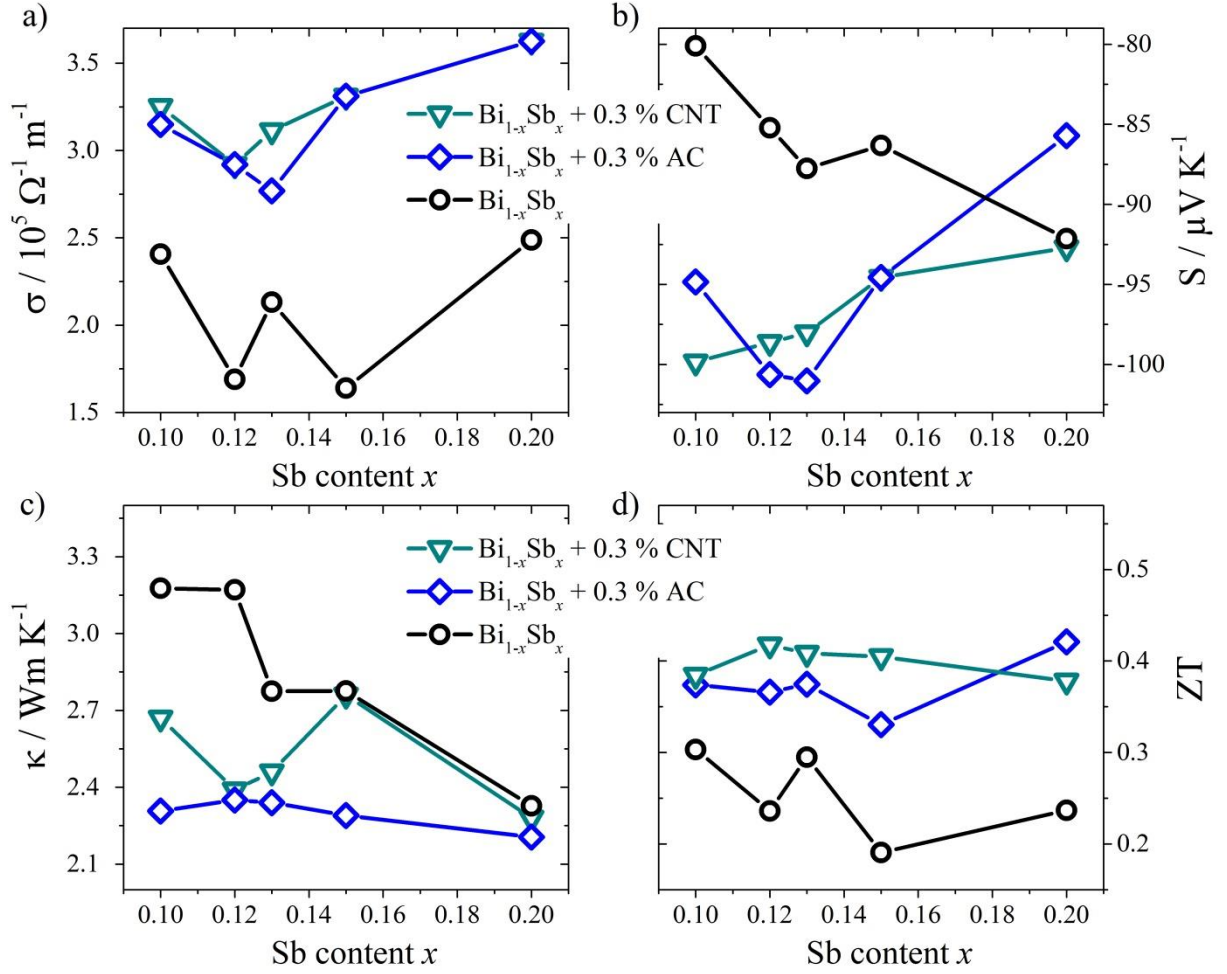 a)
3.5
3.0
2.5
2.0
1.5
σ / 10⁵ Ω⁻¹ m⁻¹
0.10 0.12 0.14 0.16 0.18 0.20
Sb content x
Bi₁₋ₓSbₓ + 0.3 % CNT
Bi₁₋ₓSbₓ + 0.3 % AC
Bi₁₋ₓSbₓ
b)
-80
-85
-90
-95
-100
S / µV K⁻¹
0.10 0.12 0.14 0.16 0.18 0.20
Sb content x
c)
3.3
3.0
2.7
2.4
2.1
κ / Wm K⁻¹
0.10 0.12 0.14 0.16 0.18 0.20
Sb content x
Bi₁₋ₓSbₓ + 0.3 % CNT
Bi₁₋ₓSbₓ + 0.3 % AC
Bi₁₋ₓSbₓ
d)
0.5
0.4
0.3
0.2
ZT
0.10 0.12 0.14 0.16 0.18 0.20
Sb content x